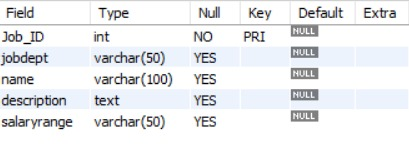 Field Type Null Key Default Extra
Job_ID int NO PRI NULL
jobdept varchar(50) YES NULL
name varchar(100) YES NULL
description text YES NULL
salaryrange varchar(50) YES NULL